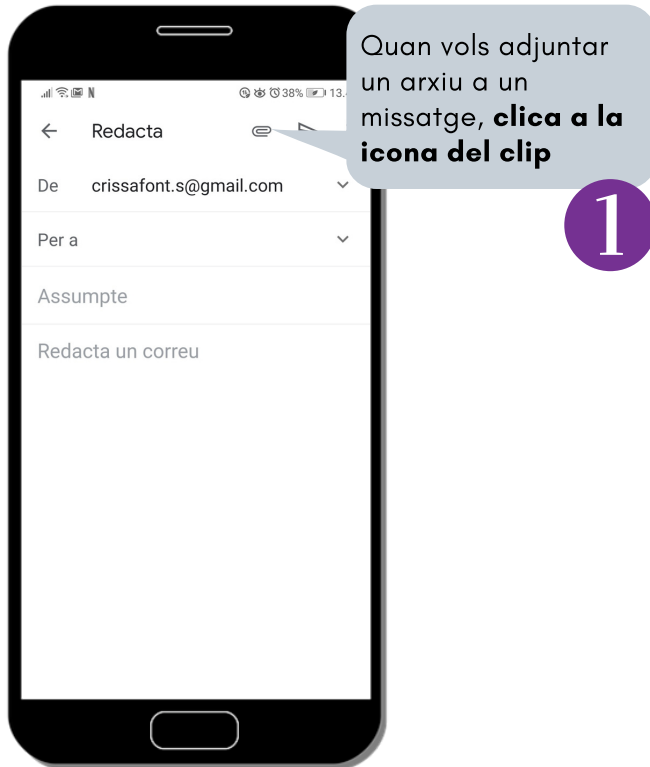 38% 13.
Redacta
De crissafont.s@gmail.com
Per a
Assumpte
Redacta un correu
Quan vols adjuntar
un arxiu a un
missatge, clica a la
icona del clip
1